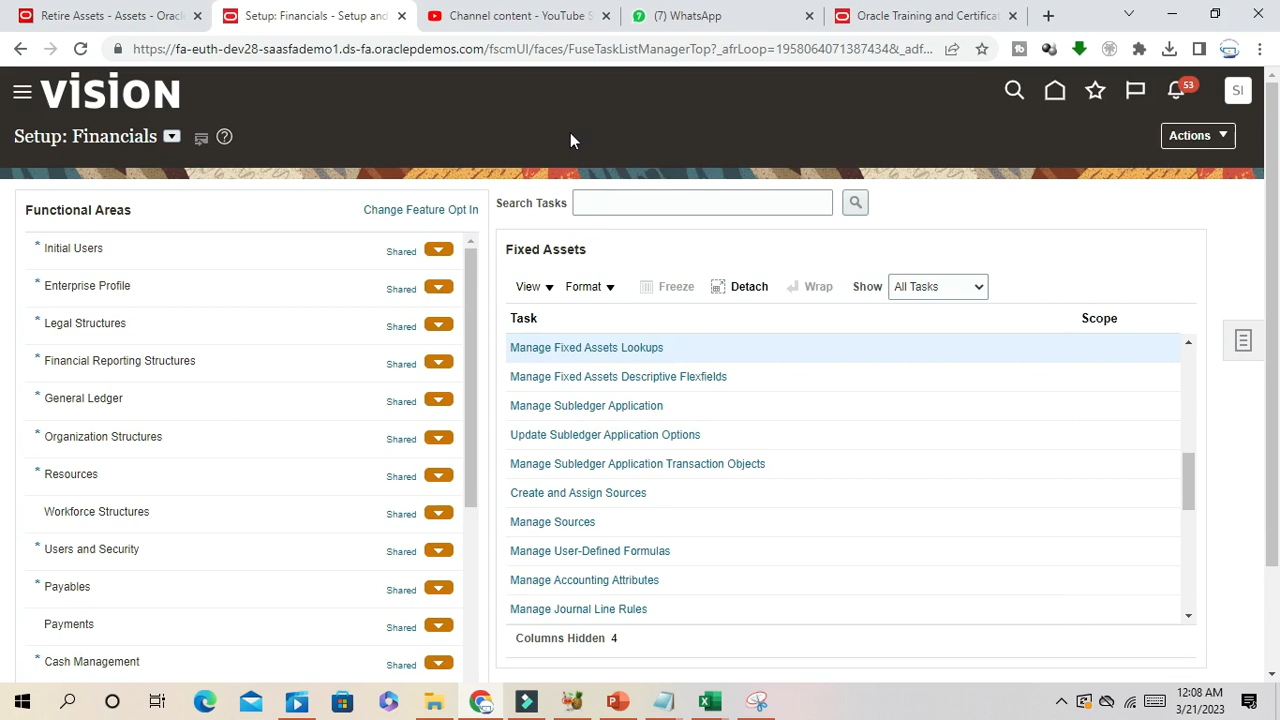 Retire Assets - Assets - Oracl
Setup: Financials - Setup and
Channel content - YouTube S
(7) WhatsApp
Oracle Training and Certificat
https://fa-euth-dev28-saasfademo1.ds-fa.oraclepdemos.com/fscmUI/faces/FuseTaskListManagerTop?_afrLoop=19580640713874​34&_adf...
VISION
53
SI
Setup: Financials
Actions
Functional Areas
Change Feature Opt In
* Initial Users Shared
* Enterprise Profile Shared
* Legal Structures Shared
* Financial Reporting Structures Shared
* General Ledger Shared
* Organization Structures Shared
* Resources Shared
Workforce Structures Shared
* Users and Security Shared
* Payables Shared
Payments Shared
* Cash Management Shared
Search Tasks
Fixed Assets
View Format Freeze Detach Wrap Show All Tasks
Task Scope
Manage Fixed Assets Lookups
Manage Fixed Assets Descriptive Flexfields
Manage Subledger Application
Update Subledger Application Options
Manage Subledger Application Transaction Objects
Create and Assign Sources
Manage Sources
Manage User-Defined Formulas
Manage Accounting Attributes
Manage Journal Line Rules
Columns Hidden 4
12:08 AM
3/21/2023